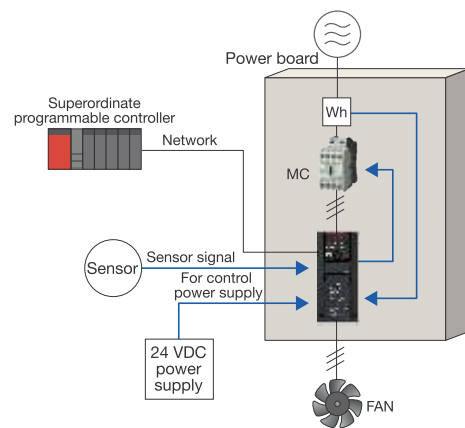 Power board
Superordinate
programmable controller
Wh
Network
MC
Sensor
Sensor signal
For control
power supply
24 VDC
power
supply
FAN